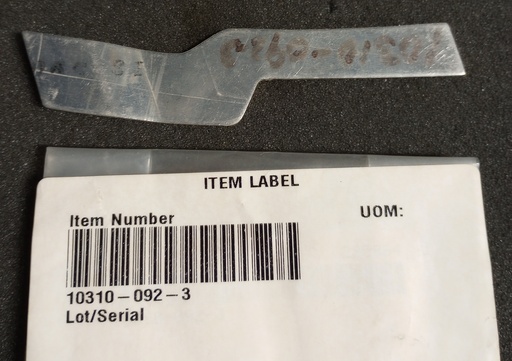 ITEM LABEL
Item Number
UOM:
10310-092-3
Lot/Serial